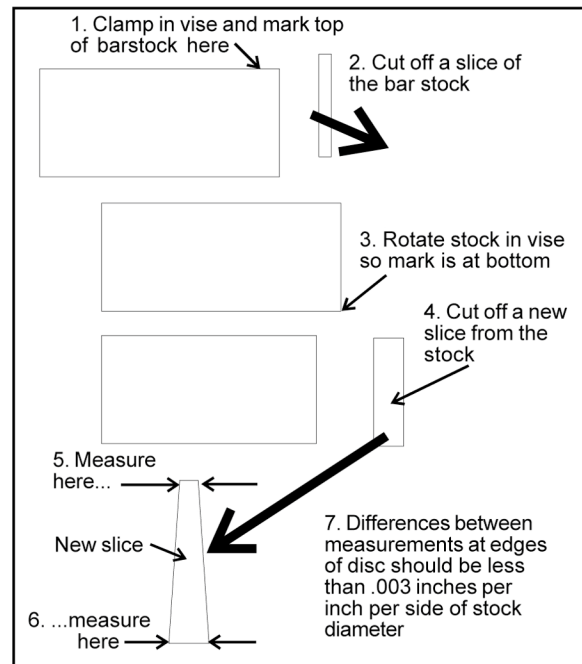 1. Clamp in vise and mark top
of barstock here
2. Cut off a slice of
the bar stock
3. Rotate stock in vise
so mark is at bottom
4. Cut off a new
slice from the
stock
5. Measure
here...
New slice
6. ...measure
here
7. Differences between
measurements at edges
of disc should be less
than .003 inches per
inch per side of stock
diameter